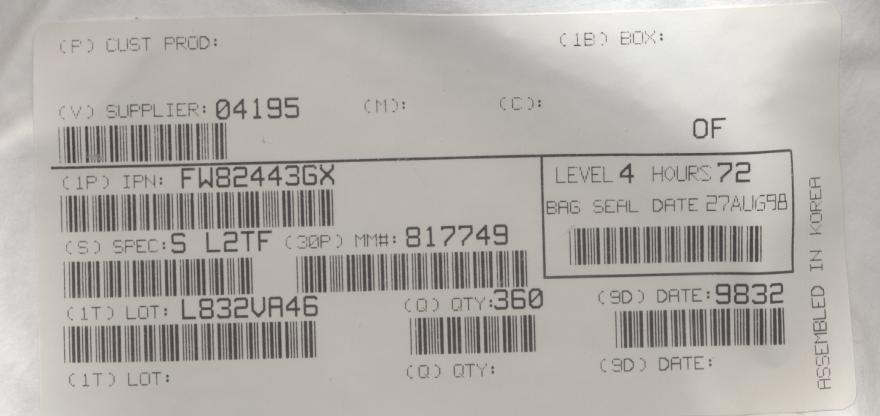 (P) CUST PROD: (1B) BOX:
(V) SUPPLIER: 04195 (M): (C):
OF
(1P) IPN: FW82443GX
LEVEL 4 HOURS 72
BAG SEAL DATE 27AUG98
(S) SPEC: S L2TF (30P) MM#: 817749
(1T) LOT: L832VA46 (Q) QTY: 360 (9D) DATE: 9832
(1T) LOT: (Q) QTY: (9D) DATE:
ASSEMBLED IN KOREA